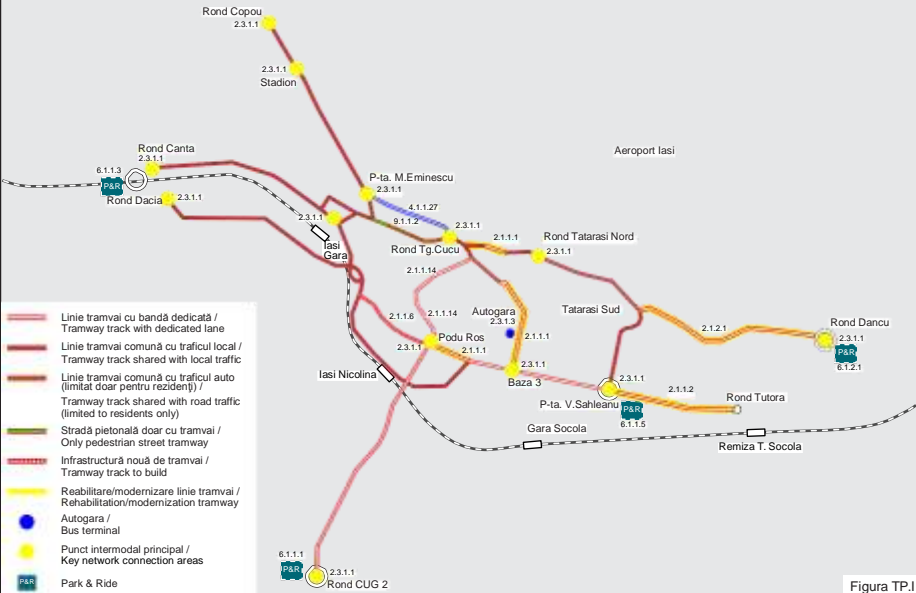 Rond Copou
2.3.1.1
2.3.1.1
Stadion
Aeroport Iasi
Rond Canta
2.3.1.1
6.1.1.3
P&R
Rond Dacia
2.3.1.1
P-ta. M.Eminescu
2.3.1.1
4.1.1.27
9.1.1.2
2.3.1.1
Iasi
Gara
2.3.1.1
Rond Tg.Cucu
2.1.1.1
Rond Tatarasi Nord
2.3.1.1
2.1.1.14
2.1.1.6
2.1.1.14
Autogara
2.3.1.3
2.1.1.1
Tatarasi Sud
2.1.2.1
Rond Dancu
2.3.1.1
P&R
6.1.2.1
Podu Ros
2.3.1.1
2.1.1.1
2.3.1.1
Baza 3
Iasi Nicolina
2.3.1.1
P-ta. V.Sahleanu
P&R
6.1.1.5
2.1.1.2
Rond Tutora
Gara Socola
Remiza T. Socola
6.1.1.1
P&R
2.3.1.1
Rond CUG 2
Linie tramvai cu bandă dedicată /
Tramway track with dedicated lane
Linie tramvai comună cu traficul local /
Tramway track shared with local traffic
Linie tramvai comună cu traficul auto
(limitat doar pentru rezidenți) /
Tramway track shared with road traffic
(limited to residents only)
Stradă pietonală doar cu tramvai /
Only pedestrian street tramway
Infrastructură nouă de tramvai /
Tramway track to build
Reabilitare/modernizare linie tramvai /
Rehabilitation/modernization tramway
Autogara /
Bus terminal
Punct intermodal principal /
Key network connection areas
P&R
Park & Ride
Figura TP.I